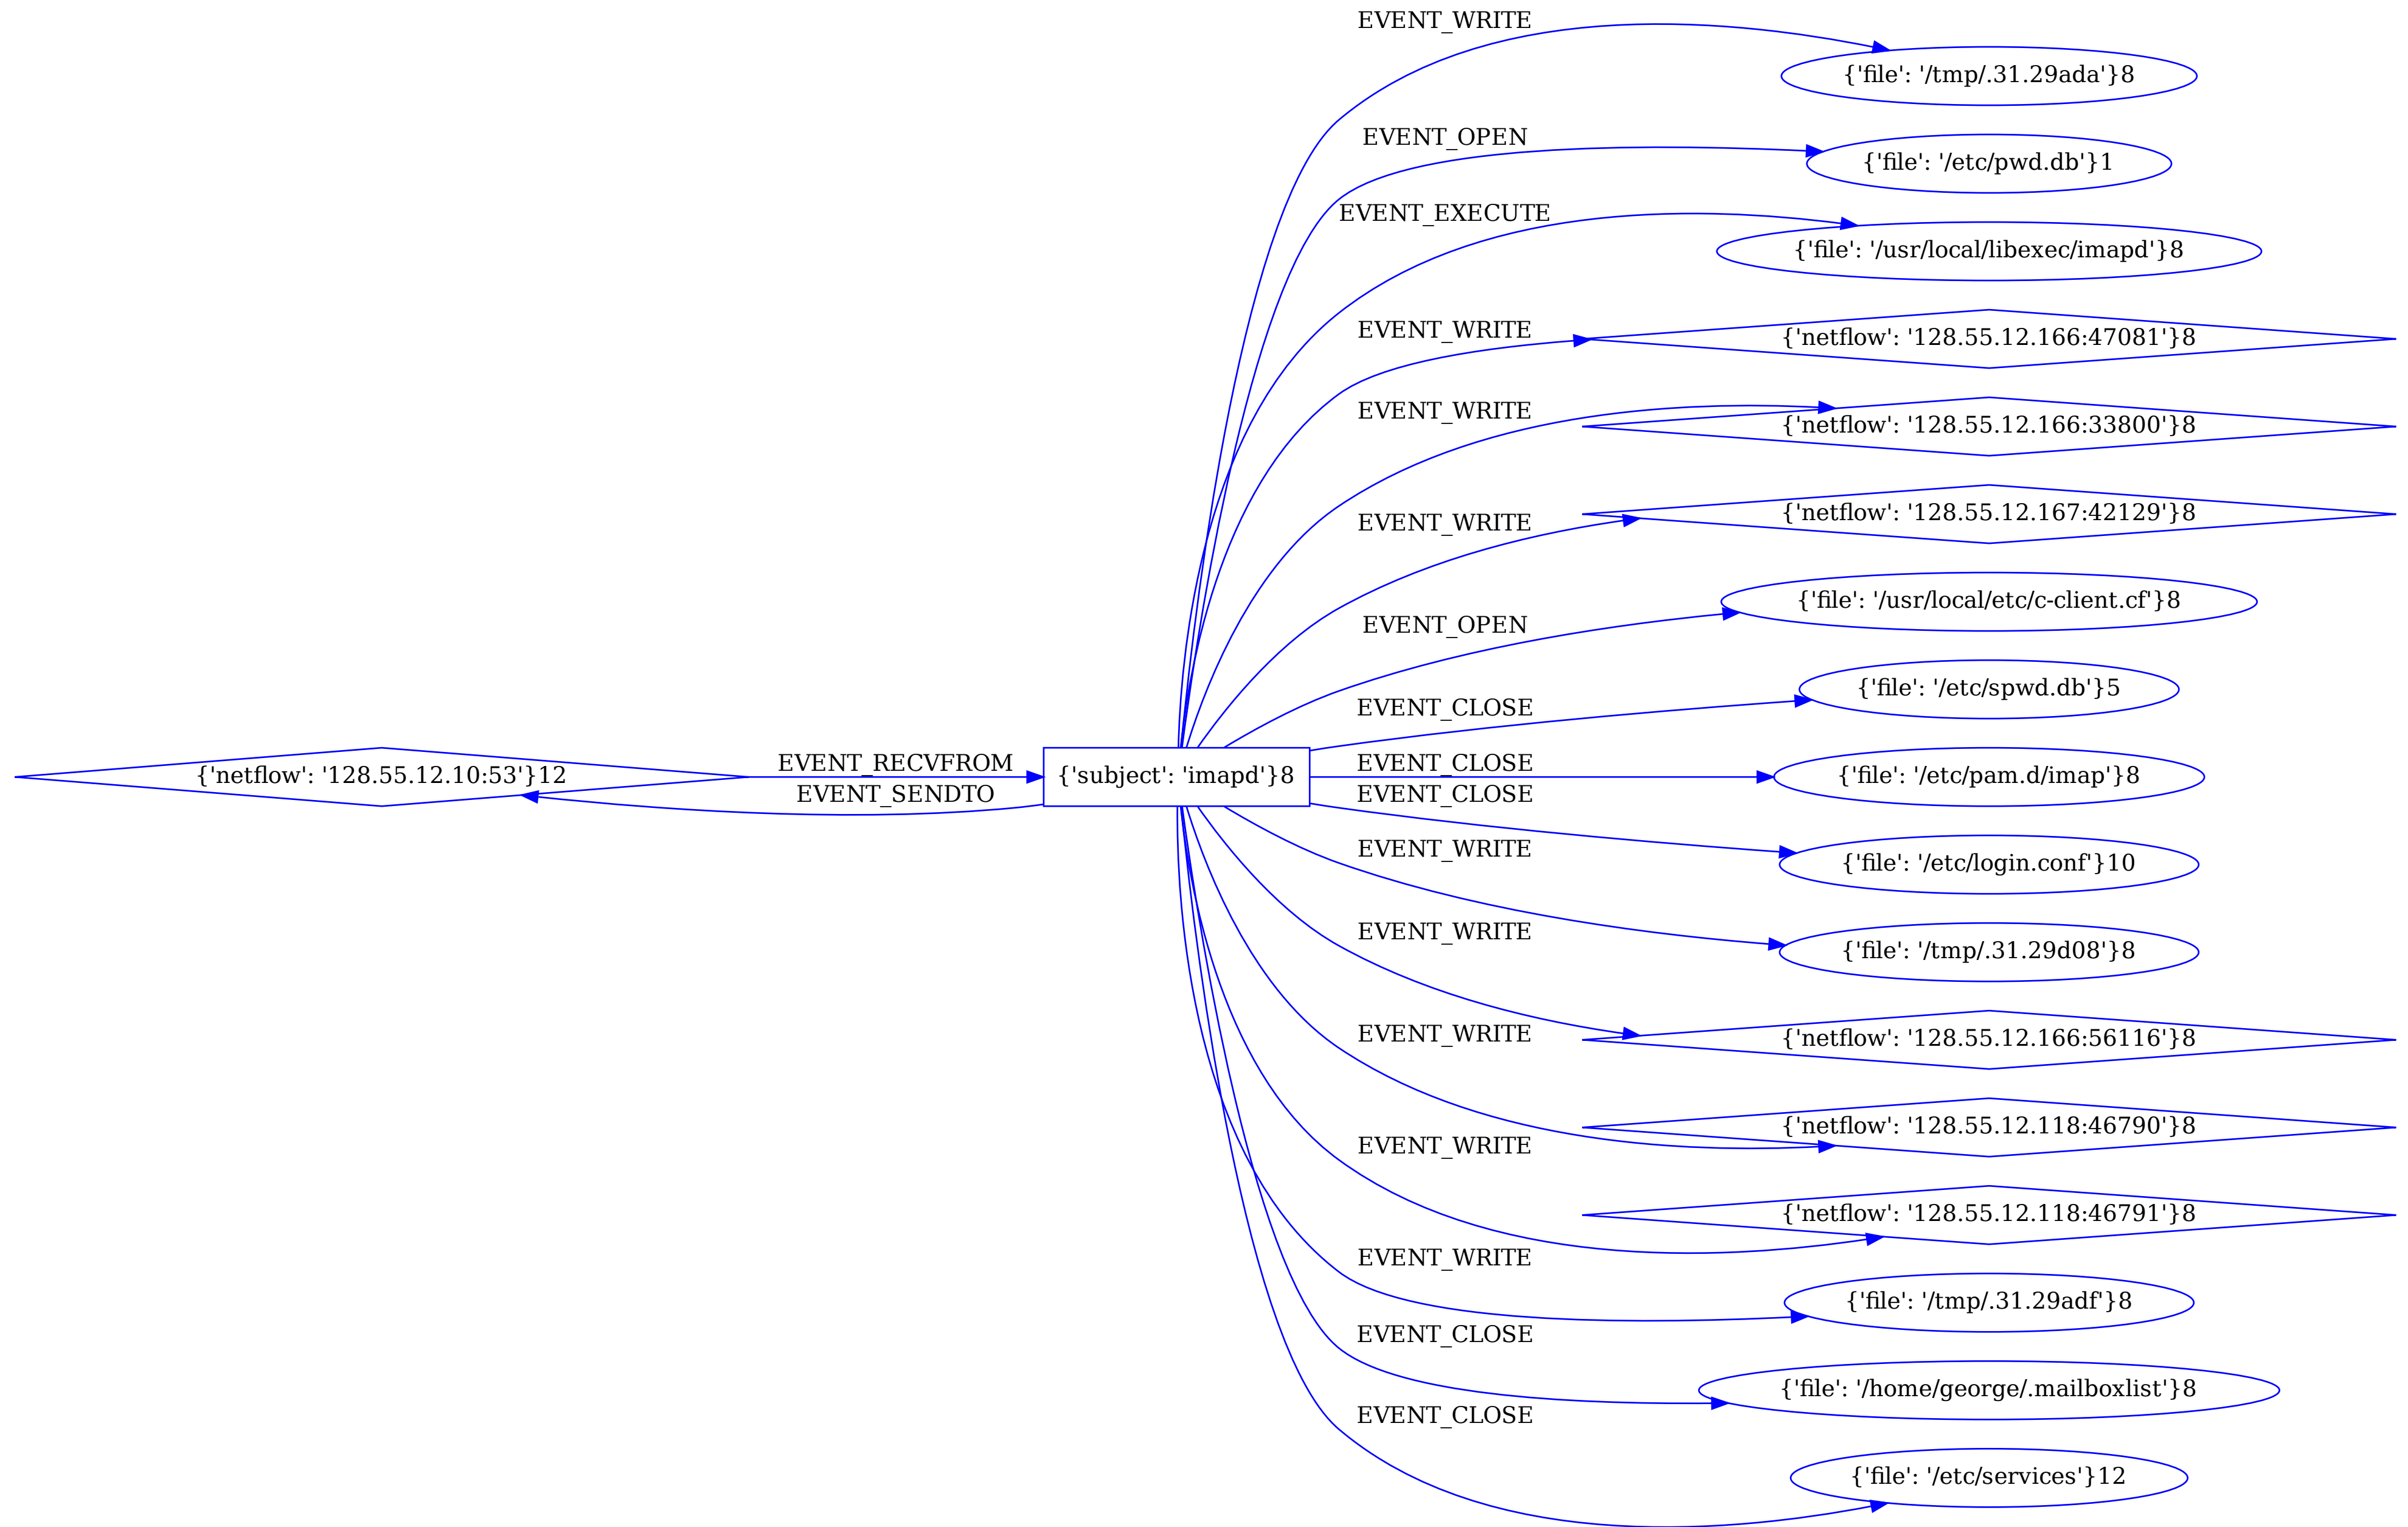 EVENT_WRITE
{'file': '/tmp/.31.29ada'}8
EVENT_OPEN
{'file': '/etc/pwd.db'}1
EVENT_EXECUTE
{'file': '/usr/local/libexec/imapd'}8
EVENT_WRITE
{'netflow': '128.55.12.166:47081'}8
EVENT_WRITE
{'netflow': '128.55.12.166:33800'}8
EVENT_WRITE
{'netflow': '128.55.12.167:42129'}8
EVENT_OPEN
{'file': '/usr/local/etc/c-client.cf'}8
EVENT_CLOSE
{'file': '/etc/spwd.db'}5
{'netflow': '128.55.12.10:53'}12
EVENT_RECVFROM
EVENT_SENDTO
{'subject': 'imapd'}8
EVENT_CLOSE
{'file': '/etc/pam.d/imap'}8
EVENT_CLOSE
{'file': '/etc/login.conf'}10
EVENT_WRITE
{'file': '/tmp/.31.29d08'}8
EVENT_WRITE
{'netflow': '128.55.12.166:56116'}8
EVENT_WRITE
{'netflow': '128.55.12.118:46790'}8
EVENT_WRITE
{'netflow': '128.55.12.118:46791'}8
EVENT_WRITE
{'file': '/tmp/.31.29adf'}8
EVENT_CLOSE
{'file': '/home/george/.mailboxlist'}8
EVENT_CLOSE
{'file': '/etc/services'}12